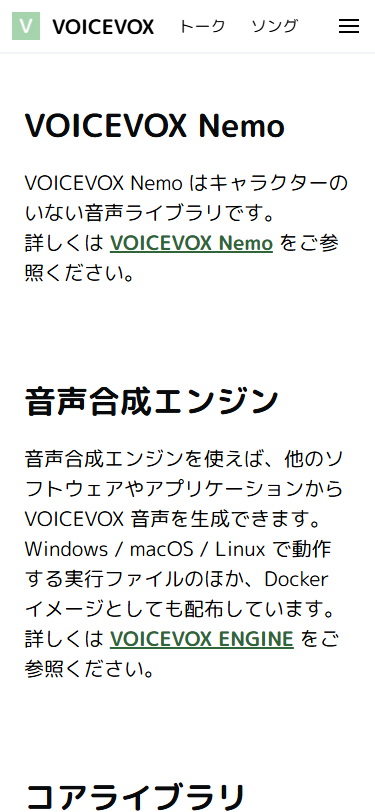 V VOICEVOX トーク ソング
VOICEVOX Nemo
VOICEVOX Nemo はキャラクターの
いない音声ライブラリです。
詳しくは VOICEVOX Nemo をご参
照ください。
音声合成エンジン
音声合成エンジンを使えば、他のソ
フトウェアやアプリケーションから
VOICEVOX 音声を生成できます。
Windows / macOS / Linux で動作
する実行ファイルのほか、Docker
イメージとしても配布しています。
詳しくは VOICEVOX ENGINE をご
参照ください。
コアライブラリ